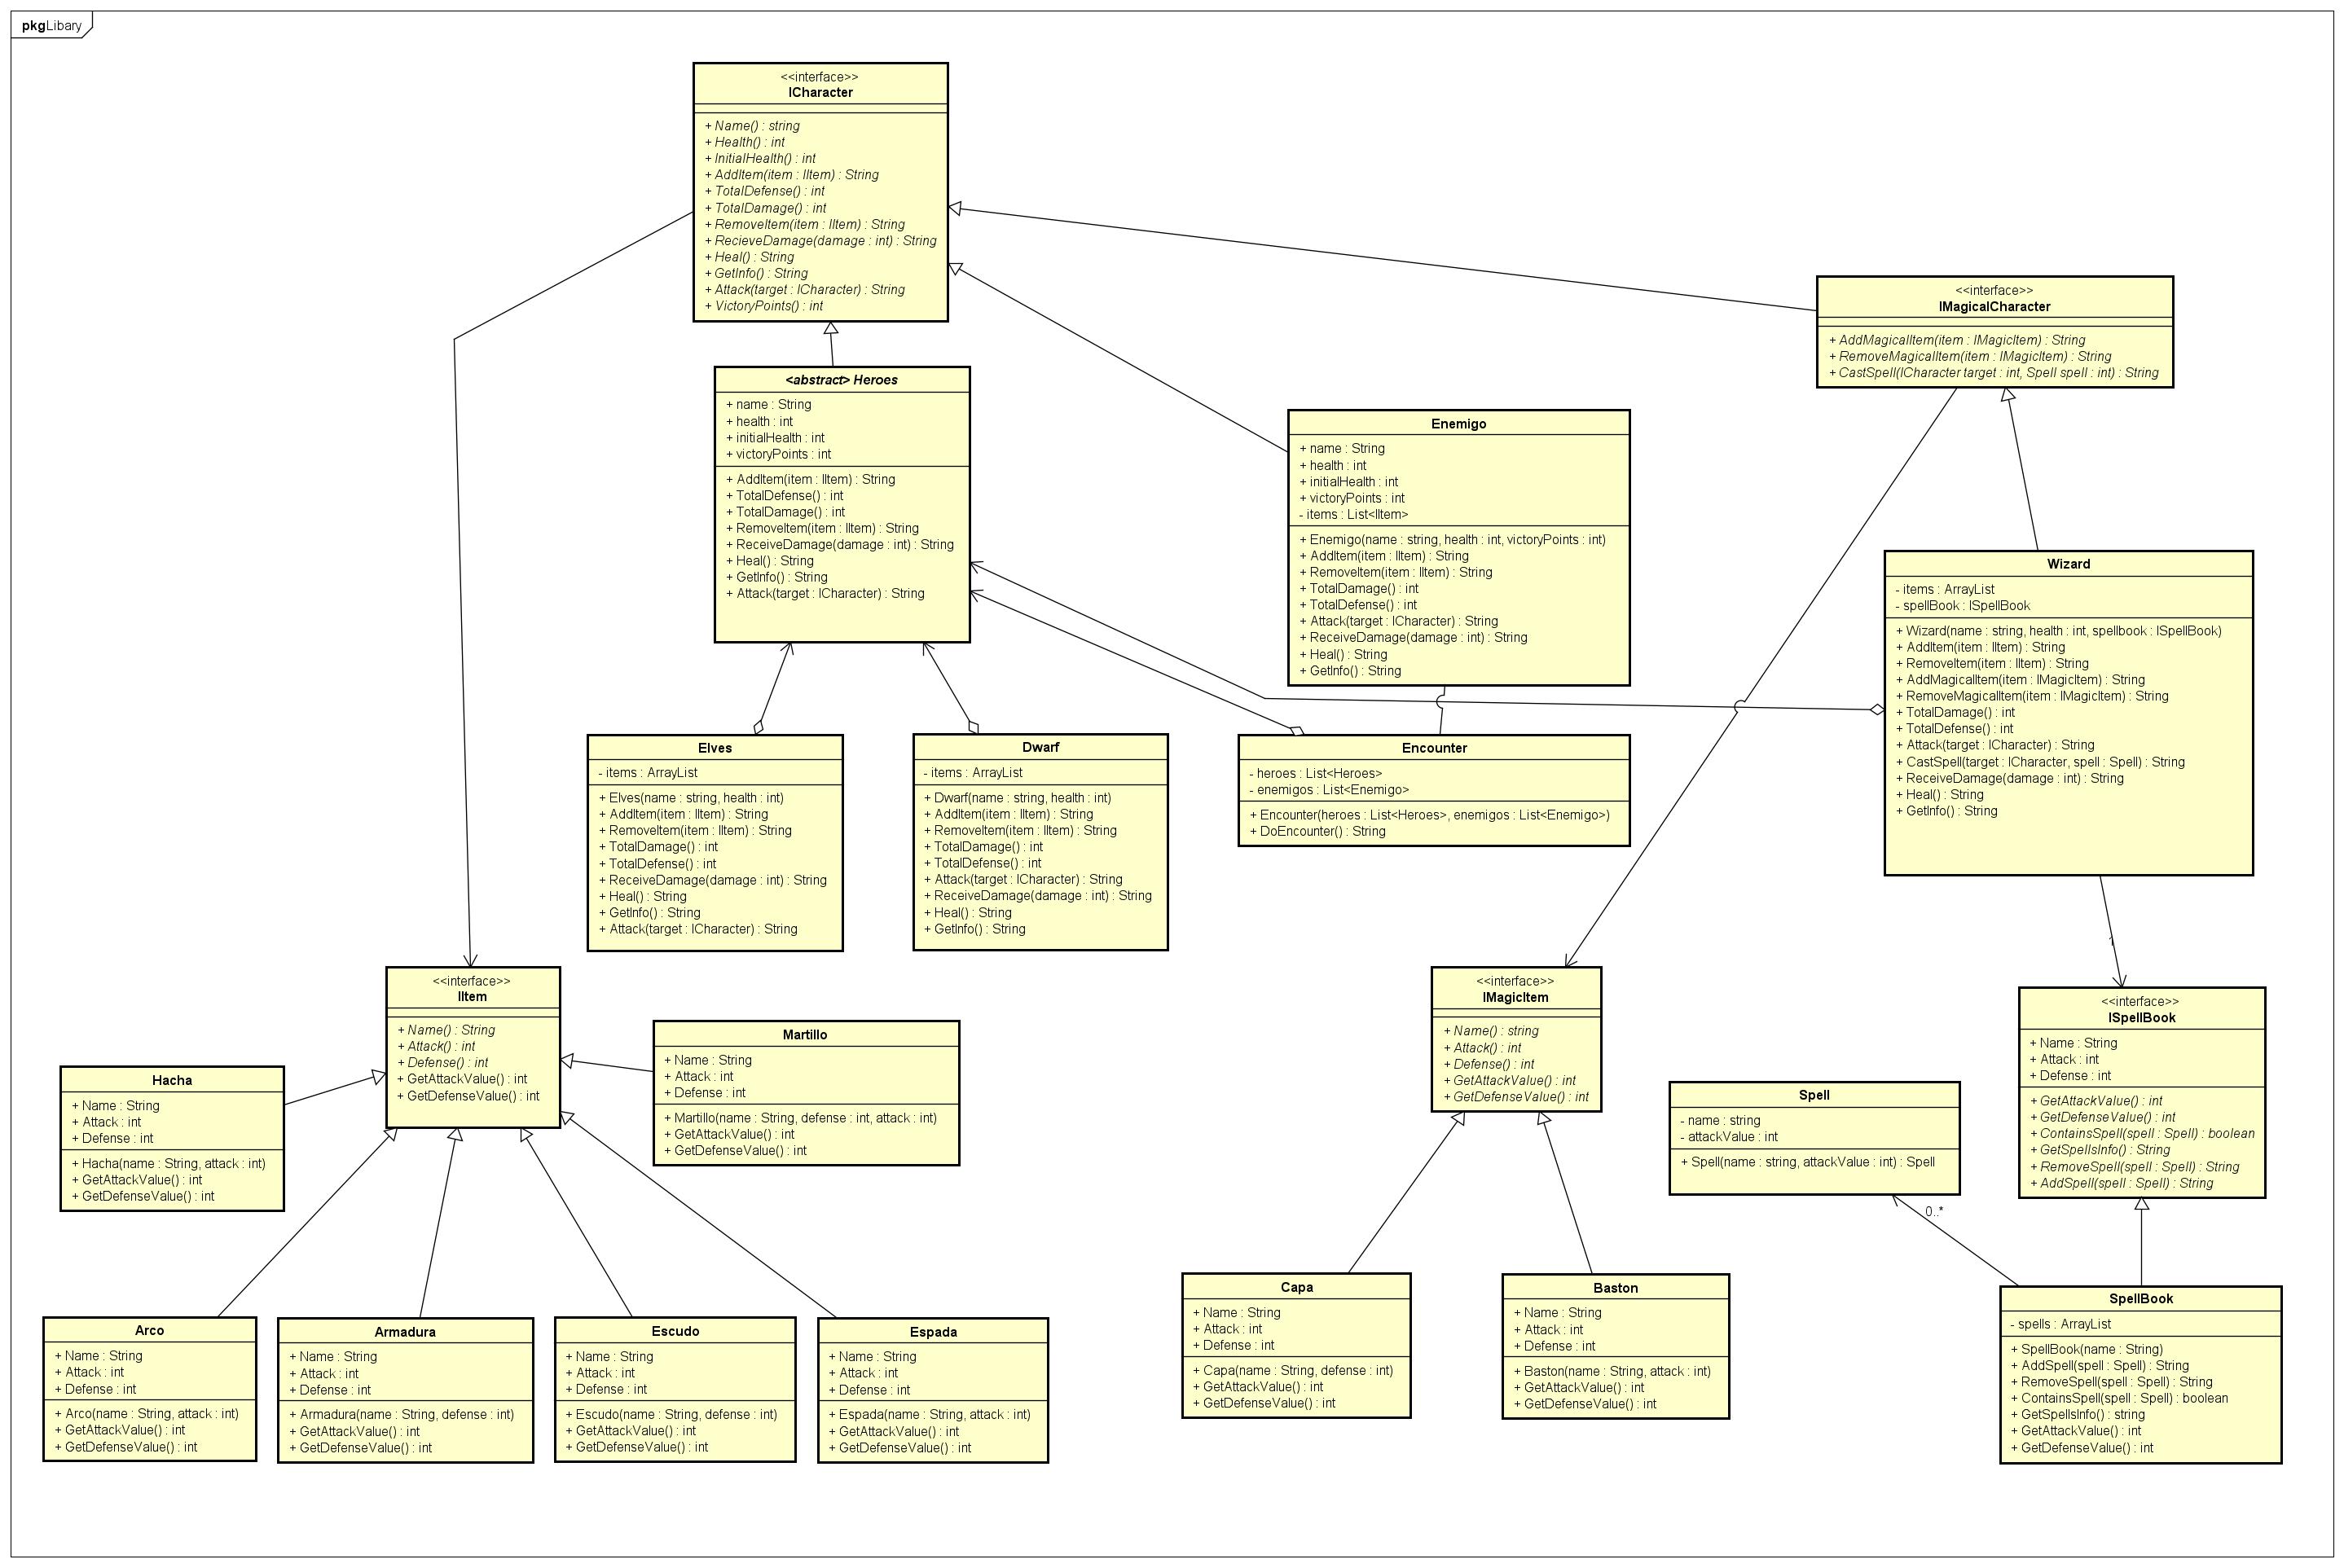 pkgLibary
<<interface>>
ICharacter
+ Name() : string
+ Health() : int
+ InitialHealth() : int
+ AddItem(item : IItem) : String
+ TotalDefense() : int
+ TotalDamage() : int
+ RemoveItem(item : IItem) : String
+ RecieveDamage(damage : int) : String
+ Heal() : String
+ GetInfo() : String
+ Attack(target : ICharacter) : String
+ VictoryPoints() : int
<<interface>>
IMagicalCharacter
+ AddMagicalItem(item : IMagicItem) : String
+ RemoveMagicalItem(item : IMagicItem) : String
+ CastSpell(ICharacter target : int, Spell spell : int) : String
<abstract> Heroes
+ name : String
+ health : int
+ initialHealth : int
+ victoryPoints : int
+ AddItem(item : IItem) : String
+ TotalDefense() : int
+ TotalDamage() : int
+ RemoveItem(item : IItem) : String
+ ReceiveDamage(damage : int) : String
+ Heal() : String
+ GetInfo() : String
+ Attack(target : ICharacter) : String
Enemigo
+ name : String
+ health : int
+ initialHealth : int
+ victoryPoints : int
- items : List<IItem>
+ Enemigo(name : string, health : int, victoryPoints : int)
+ AddItem(item : IItem) : String
+ RemoveItem(item : IItem) : String
+ TotalDamage() : int
+ TotalDefense() : int
+ Attack(target : ICharacter) : String
+ ReceiveDamage(damage : int) : String
+ Heal() : String
+ GetInfo() : String
Wizard
- items : ArrayList
- spellBook : ISpellBook
+ Wizard(name : string, health : int, spellbook : ISpellBook)
+ AddItem(item : IItem) : String
+ RemoveItem(item : IItem) : String
+ AddMagicalItem(item : IMagicItem) : String
+ RemoveMagicalItem(item : IMagicItem) : String
+ TotalDamage() : int
+ TotalDefense() : int
+ Attack(target : ICharacter) : String
+ CastSpell(target : ICharacter, spell : Spell) : String
+ ReceiveDamage(damage : int) : String
+ Heal() : String
+ GetInfo() : String
Elves
- items : ArrayList
+ Elves(name : string, health : int)
+ AddItem(item : IItem) : String
+ RemoveItem(item : IItem) : String
+ TotalDamage() : int
+ TotalDefense() : int
+ ReceiveDamage(damage : int) : String
+ Heal() : String
+ GetInfo() : String
+ Attack(target : ICharacter) : String
Dwarf
- items : ArrayList
+ Dwarf(name : string, health : int)
+ AddItem(item : IItem) : String
+ RemoveItem(item : IItem) : String
+ TotalDamage() : int
+ TotalDefense() : int
+ Attack(target : ICharacter) : String
+ ReceiveDamage(damage : int) : String
+ Heal() : String
+ GetInfo() : String
Encounter
- heroes : List<Heroes>
- enemigos : List<Enemigo>
+ Encounter(heroes : List<Heroes>, enemigos : List<Enemigo>)
+ DoEncounter() : String
1
<<interface>>
IItem
+ Name() : String
+ Attack() : int
+ Defense() : int
+ GetAttackValue() : int
+ GetDefenseValue() : int
<<interface>>
IMagicItem
+ Name() : string
+ Attack() : int
+ Defense() : int
+ GetAttackValue() : int
+ GetDefenseValue() : int
<<interface>>
ISpellBook
+ Name : String
+ Attack : int
+ Defense : int
+ GetAttackValue() : int
+ GetDefenseValue() : int
+ ContainsSpell(spell : Spell) : boolean
+ GetSpellsInfo() : String
+ RemoveSpell(spell : Spell) : String
+ AddSpell(spell : Spell) : String
Martillo
+ Name : String
+ Attack : int
+ Defense : int
+ Martillo(name : String, defense : int, attack : int)
+ GetAttackValue() : int
+ GetDefenseValue() : int
Hacha
+ Name : String
+ Attack : int
+ Defense : int
+ Hacha(name : String, attack : int)
+ GetAttackValue() : int
+ GetDefenseValue() : int
Spell
- name : string
- attackValue : int
+ Spell(name : string, attackValue : int) : Spell
0..*
Capa
+ Name : String
+ Attack : int
+ Defense : int
+ Capa(name : String, defense : int)
+ GetAttackValue() : int
+ GetDefenseValue() : int
Baston
+ Name : String
+ Attack : int
+ Defense : int
+ Baston(name : String, attack : int)
+ GetAttackValue() : int
+ GetDefenseValue() : int
SpellBook
- spells : ArrayList
+ SpellBook(name : String)
+ AddSpell(spell : Spell) : String
+ RemoveSpell(spell : Spell) : String
+ ContainsSpell(spell : Spell) : boolean
+ GetSpellsInfo() : string
+ GetAttackValue() : int
+ GetDefenseValue() : int
Arco
+ Name : String
+ Attack : int
+ Defense : int
+ Arco(name : String, attack : int)
+ GetAttackValue() : int
+ GetDefenseValue() : int
Armadura
+ Name : String
+ Attack : int
+ Defense : int
+ Armadura(name : String, defense : int)
+ GetAttackValue() : int
+ GetDefenseValue() : int
Escudo
+ Name : String
+ Attack : int
+ Defense : int
+ Escudo(name : String, defense : int)
+ GetAttackValue() : int
+ GetDefenseValue() : int
Espada
+ Name : String
+ Attack : int
+ Defense : int
+ Espada(name : String, attack : int)
+ GetAttackValue() : int
+ GetDefenseValue() : int